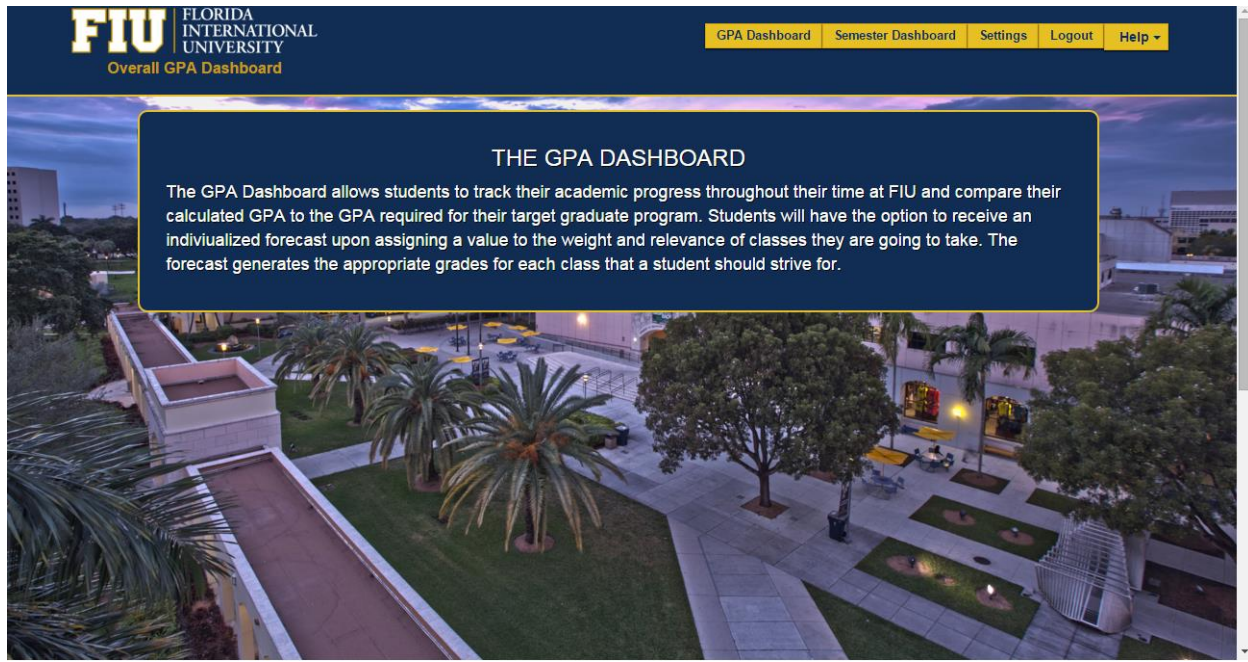 FIU
FLORIDA
INTERNATIONAL
UNIVERSITY
Overall GPA Dashboard
GPA Dashboard
Semester Dashboard
Settings
Logout
Help
THE GPA DASHBOARD
The GPA Dashboard allows students to track their academic progress throughout their time at FIU and compare their
calculated GPA to the GPA required for their target graduate program. Students will have the option to receive an
indiviualized forecast upon assigning a value to the weight and relevance of classes they are going to take. The
forecast generates the appropriate grades for each class that a student should strive for.